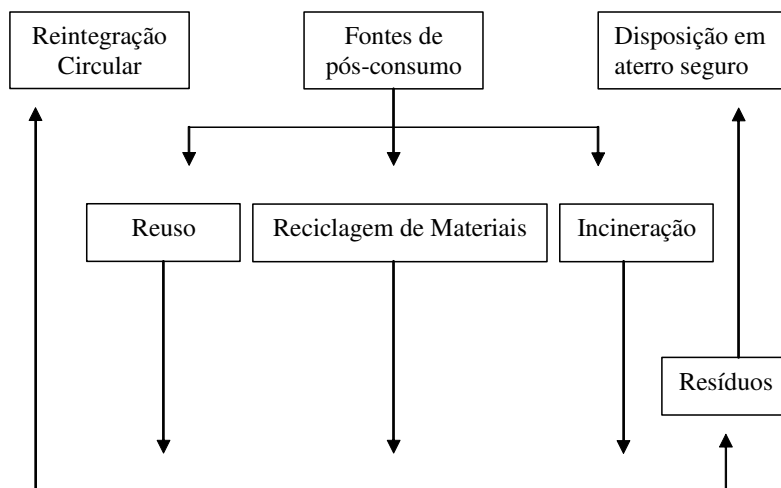 Reintegração
Circular
Fontes de
pós-consumo
Disposição em
aterro seguro
Reuso
Reciclagem de Materiais
Incineração
Resíduos